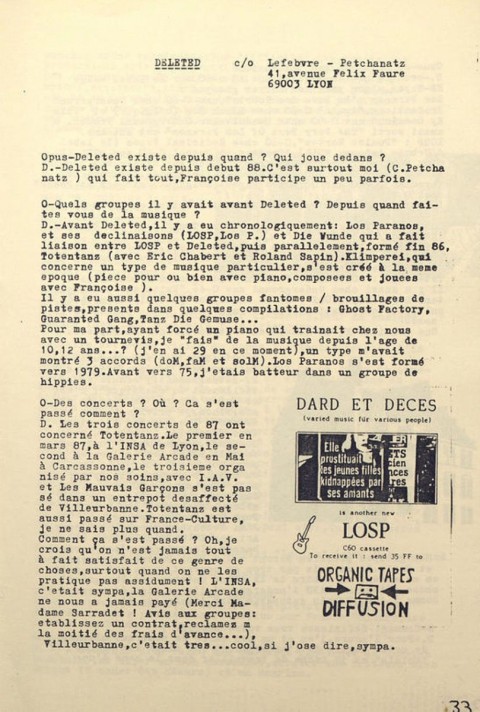 DELETED c/o Lefebvre - Petchanatz
41,avenue Felix Faure
69003 LYON
Opus-Deleted existe depuis quand ? Qui joue dedans ?
D.-Deleted existe depuis debut 88.C'est surtout moi (C.Petcha
natz ) qui fait tout,Françoise participe un peu parfois.
O-Quels groupes il y avait avant Deleted ? Depuis quand fai-
tes vous de la musique ?
D.-Avant Deleted,il y a eu chronologiquement: Los Paranos,
et ses declinaisons (LOSP,Los P.) et Die Wunde qui a fait
liaison entre LOSP et Deleted,puis parallelement,formé fin 86,
Totentans (avec Eric Chabert et Roland Sapin).Klimperei,qui
concerne un type de musique particulier,s'est créé à la meme
epoque (piece pour ou bien avec piano,composees et jouees
avec Françoise ).
Il y a eu aussi quelques groupes fantomes / brouillages de
pistes,presents dans quelques compilations : Ghost Factory,
Guaranted Gang,Tanz Die Gemuse...
Pour ma part,ayant forcé un piano qui trainait chez nous
avec un tournevis,je "fais" de la musique depuis l'age de
10,12 ans...? (j'en ai 29 en ce moment),un type m'avait
montré 3 accords (doM,faM et solM).Los Paranos s'est formé
vers 1979.Avant vers 75,j'etais batteur dans un groupe de
hippies.
O-Des concerts ? Où ? Ca s'est
passé comment ?
D. Les trois concerts de 87 ont
concerné Totentanz.Le premier en
mars 87,à l'INSA de Lyon,le se-
cond à la Galerie Arcade en Mai
à Carcassonne,le troisieme orga
nisé par nos soins,avec I.A.V.
et Les Mauvais Garçons s'est pas
sé dans un entrepot desaffecté
de Villeurbanne.Totentanz est
aussi passé sur France-Culture,
je ne sais plus quand.
Comment ça s'est passé ? Oh,je
crois qu'on n'est jamais tout
à fait satisfait de ce genre de
choses,surtout quand on ne les
pratique pas assidument ! L'INSA,
c'etait sympa,la Galerie Arcade
ne nous a jamais payé (Merci Ma-
dame Sarradet ! Avis aux groupes:
etablissez un contrat,reclames m
la moitié des frais d'avance...),
Villeurbanne,c'etait tres...cool,si j'ose dire,sympa.
DARD ET DECES
(varied music für various people)
Elle
prostituait
les jeunes filles
kidnappées par
ses amants
is another new
LOSP
C60 cassette
To receive it : send 35 FF to
ORGANIC TAPES
DIFFUSION
33